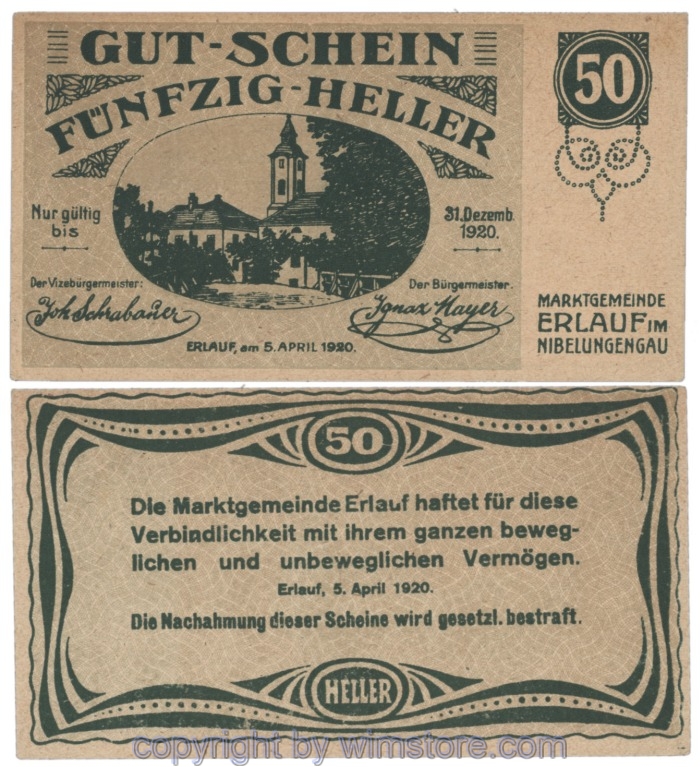 GUT-SCHEIN
FÜNFZIG-HELLER
50
Nur gültig
bis
31. Dezemb.
1920.
Der Vizebürgermeister:
Joh Schrabauer
Der Bürgermeister.
Ignax Mayer
ERLAUF, am 5. APRIL 1920.
MARKTGEMEINDE
ERLAUF IM
NIBELUNGENGAU
50
Die Marktgemeinde Erlauf haftet für diese
Verbindlichkeit mit ihrem ganzen beweg-
lichen und unbeweglichen Vermögen.
Erlauf, 5. April 1920.
Die Nachahmung dieser Scheine wird gesetzl. bestraft.
HELLER
copyright by wimstore.com